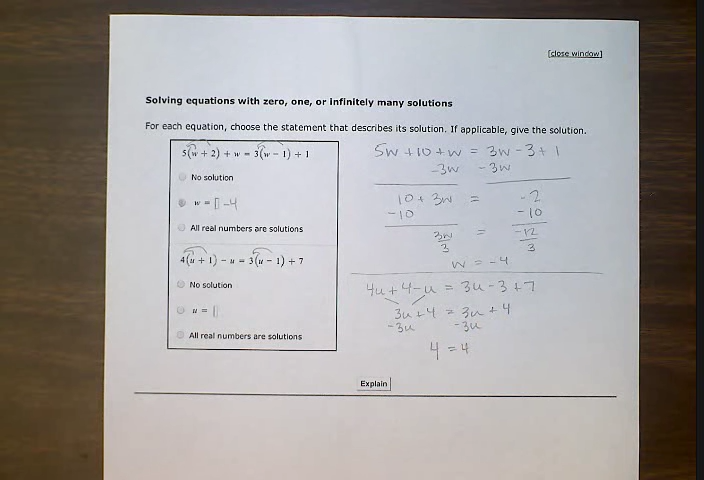 [close window]
Solving equations with zero, one, or infinitely many solutions
For each equation, choose the statement that describes its solution. If applicable, give the solution.
5(w + 2) + w = 3(w − 1) + 1
No solution
w = [] -4
All real numbers are solutions
4(u + 1) − u = 3(u − 1) + 7
No solution
u = []
All real numbers are solutions
5w +10 +w = 3w -3 + 1
-3w -3w
10 + 3w = -2
-10 -10
3w = -12
3 3
w = -4
4u + 4 - u = 3u - 3 + 7
3u + 4 = 3u + 4
-3u -3u
4 = 4
Explain